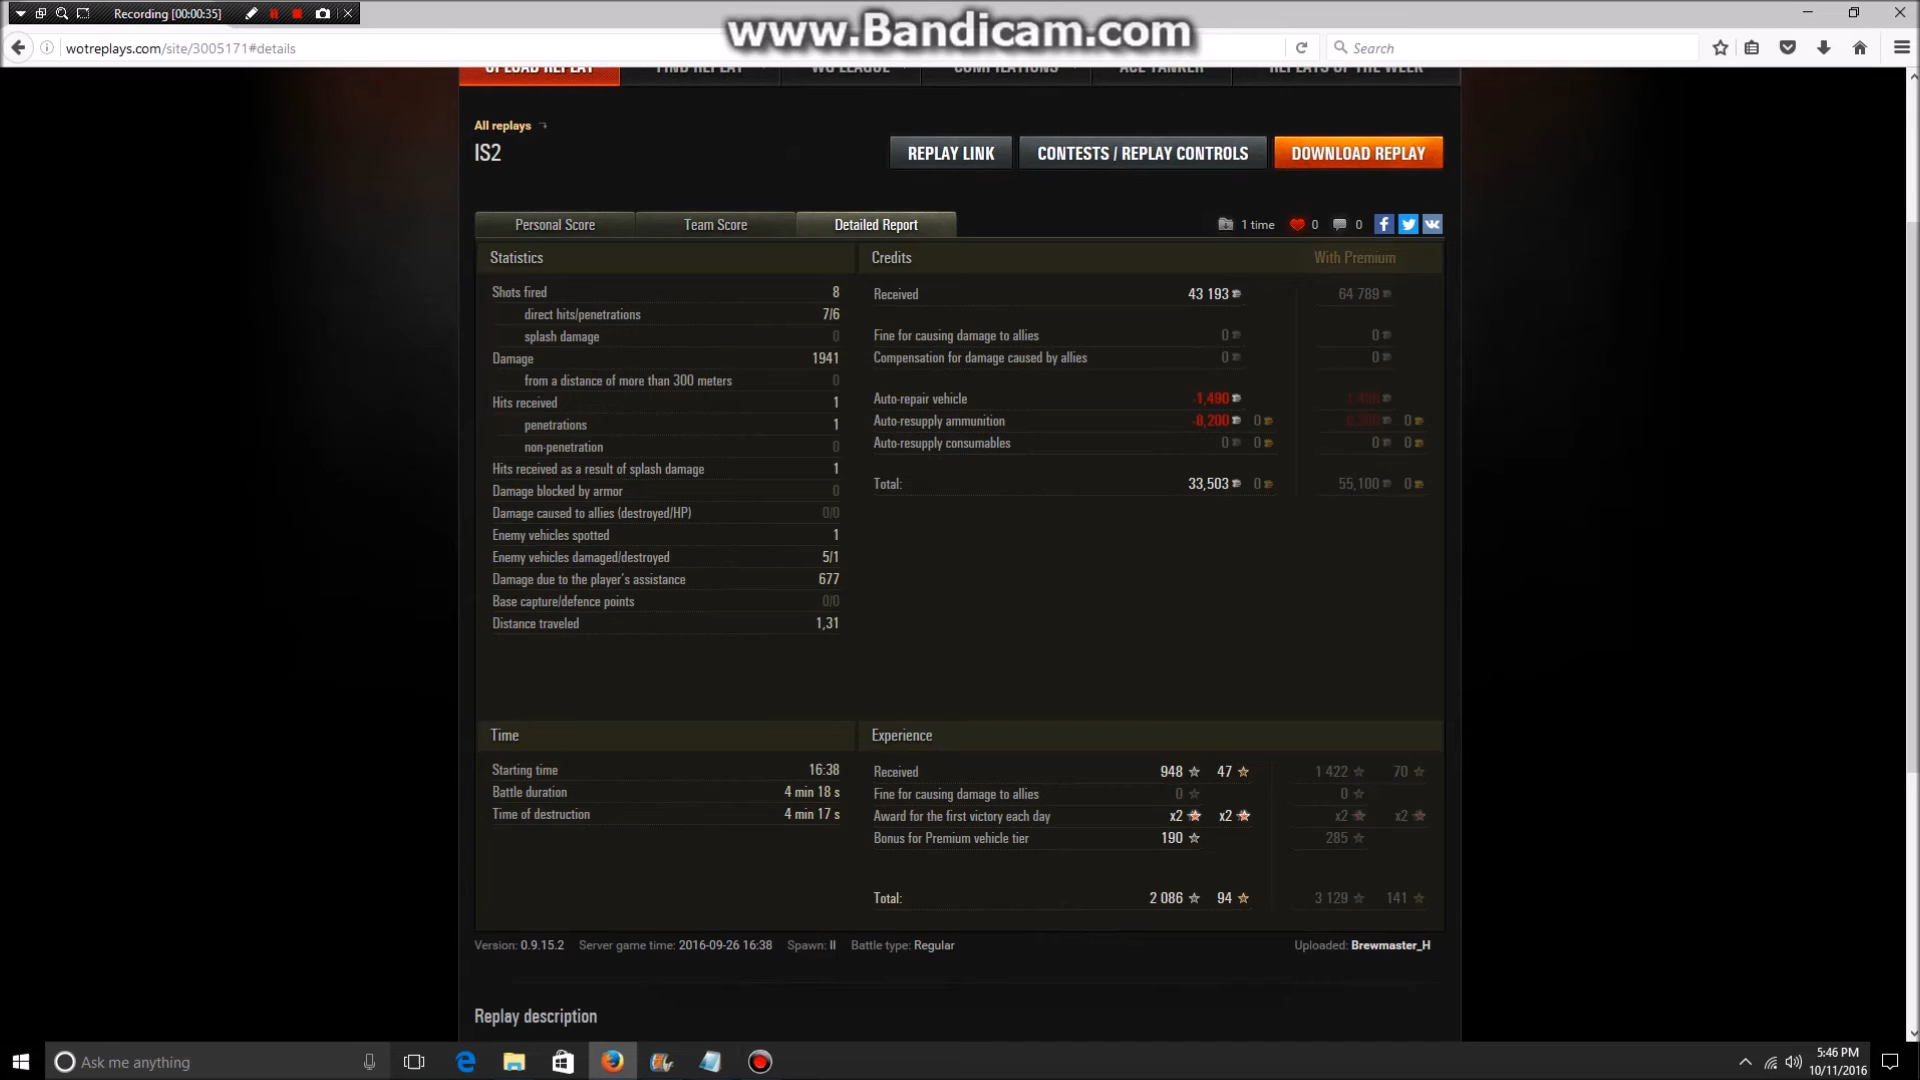 Recording [00:00:35]
www.Bandicam.com
wotreplays.com/site/3005171#details
Search
UPLOAD REPLAY FIND REPLAY WG LEAGUE COMPILATIONS ACE TANKER REPLAYS OF THE WEEK
All replays
IS2
REPLAY LINK CONTESTS / REPLAY CONTROLS DOWNLOAD REPLAY
Personal Score Team Score Detailed Report 1 time 0 0
Statistics Credits With Premium
Shots fired 8 Received 43 193 64 789
direct hits/penetrations 7/6
splash damage 0 Fine for causing damage to allies 0 0
Damage 1941 Compensation for damage caused by allies 0 0
from a distance of more than 300 meters 0
Hits received 1 Auto-repair vehicle -1,490
penetrations 1 Auto-resupply ammunition -8,200 0 0
non-penetration 0 Auto-resupply consumables 0 0 0 0
Hits received as a result of splash damage 1
Damage blocked by armor 0 Total: 33,503 0 55,100 0
Damage caused to allies (destroyed/HP) 0/0
Enemy vehicles spotted 1
Enemy vehicles damaged/destroyed 5/1
Damage due to the player's assistance 677
Base capture/defence points 0/0
Distance traveled 1,31
Time Experience
Starting time 16:38 Received 948 47 1 422 70
Battle duration 4 min 18 s Fine for causing damage to allies 0 0
Time of destruction 4 min 17 s Award for the first victory each day x2 x2 x2 x2
Bonus for Premium vehicle tier 190 285
Total: 2 086 94 3 129 141
Version: 0.9.15.2 Server game time: 2016-09-26 16:38 Spawn: II Battle type: Regular Uploaded: Brewmaster_H
Replay description
Ask me anything
5:46 PM
10/11/2016